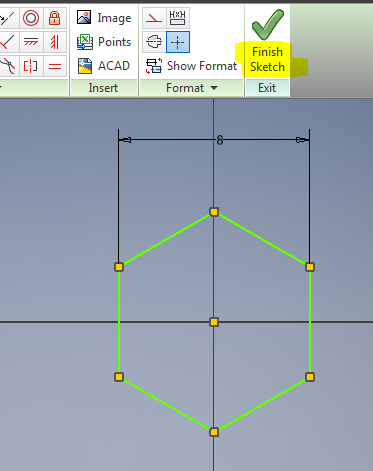 Image
Points
ACAD
Show Format
Finish
Sketch
Insert
Format
Exit
8